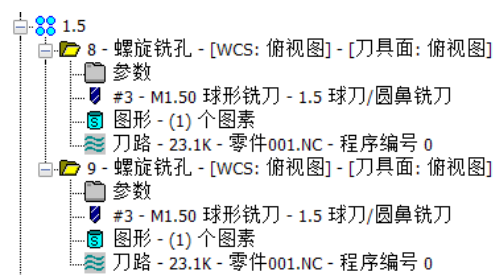 1.5
8 - 螺旋铣孔 - [WCS: 俯视图] - [刀具面: 俯视图]
参数
#3 - M1.50 球形铣刀 - 1.5 球刀/圆鼻铣刀
图形 - (1) 个图素
刀路 - 23.1K - 零件001.NC - 程序编号 0
9 - 螺旋铣孔 - [WCS: 俯视图] - [刀具面: 俯视图]
参数
#3 - M1.50 球形铣刀 - 1.5 球刀/圆鼻铣刀
图形 - (1) 个图素
刀路 - 23.1K - 零件001.NC - 程序编号 0